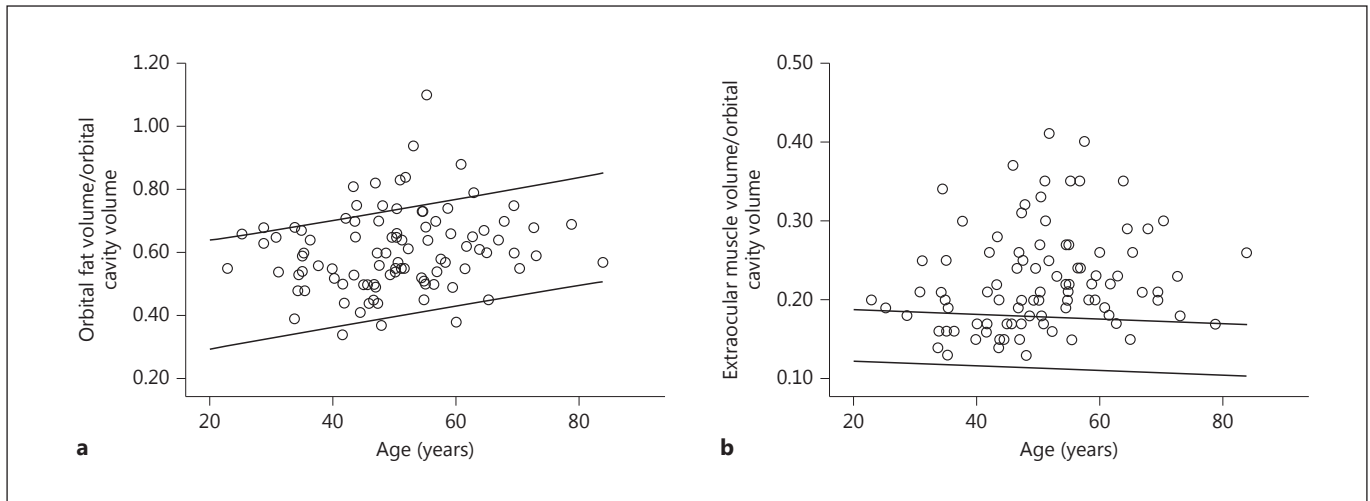 Orbital fat volume/orbital
cavity volume
1.20
1.00
0.80
0.60
0.40
0.20
20
40
60
80
Age (years)
a
Extraocular muscle volume/orbital
cavity volume
0.50
0.40
0.30
0.20
0.10
20
40
60
80
Age (years)
b